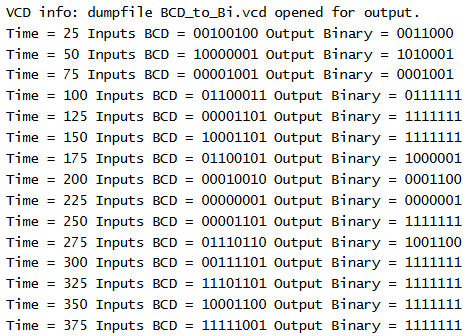 VCD info: dumpfile BCD_to_Bi.vcd opened for output.
Time = 25 Inputs BCD = 00100100 Output Binary = 0011000
Time = 50 Inputs BCD = 10000001 Output Binary = 1010001
Time = 75 Inputs BCD = 00001001 Output Binary = 0001001
Time = 100 Inputs BCD = 01100011 Output Binary = 0111111
Time = 125 Inputs BCD = 00001101 Output Binary = 1111111
Time = 150 Inputs BCD = 10001101 Output Binary = 1111111
Time = 175 Inputs BCD = 01100101 Output Binary = 1000001
Time = 200 Inputs BCD = 00010010 Output Binary = 0001100
Time = 225 Inputs BCD = 00000001 Output Binary = 0000001
Time = 250 Inputs BCD = 00001101 Output Binary = 1111111
Time = 275 Inputs BCD = 01110110 Output Binary = 1001100
Time = 300 Inputs BCD = 00111101 Output Binary = 1111111
Time = 325 Inputs BCD = 11101101 Output Binary = 1111111
Time = 350 Inputs BCD = 10001100 Output Binary = 1111111
Time = 375 Inputs BCD = 11111001 Output Binary = 1111111